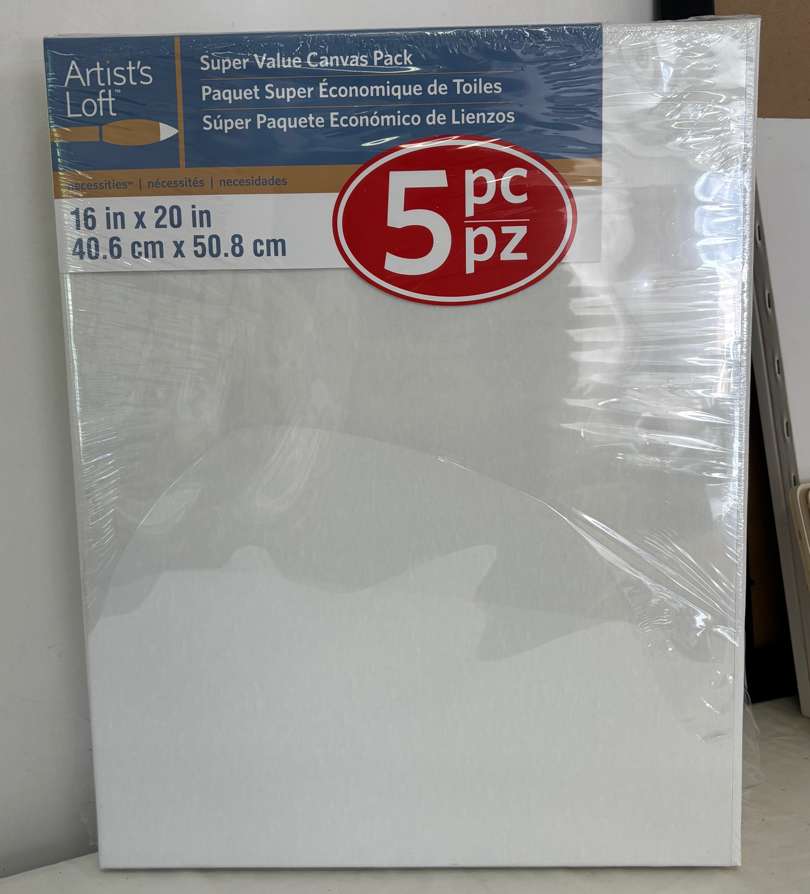 Artist's
Loft™
Super Value Canvas Pack
Paquet Super Économique de Toiles
Súper Paquete Económico de Lienzos
necessities™ | nécessités | necesidades
16 in x 20 in
40.6 cm x 50.8 cm
5 pc
pz